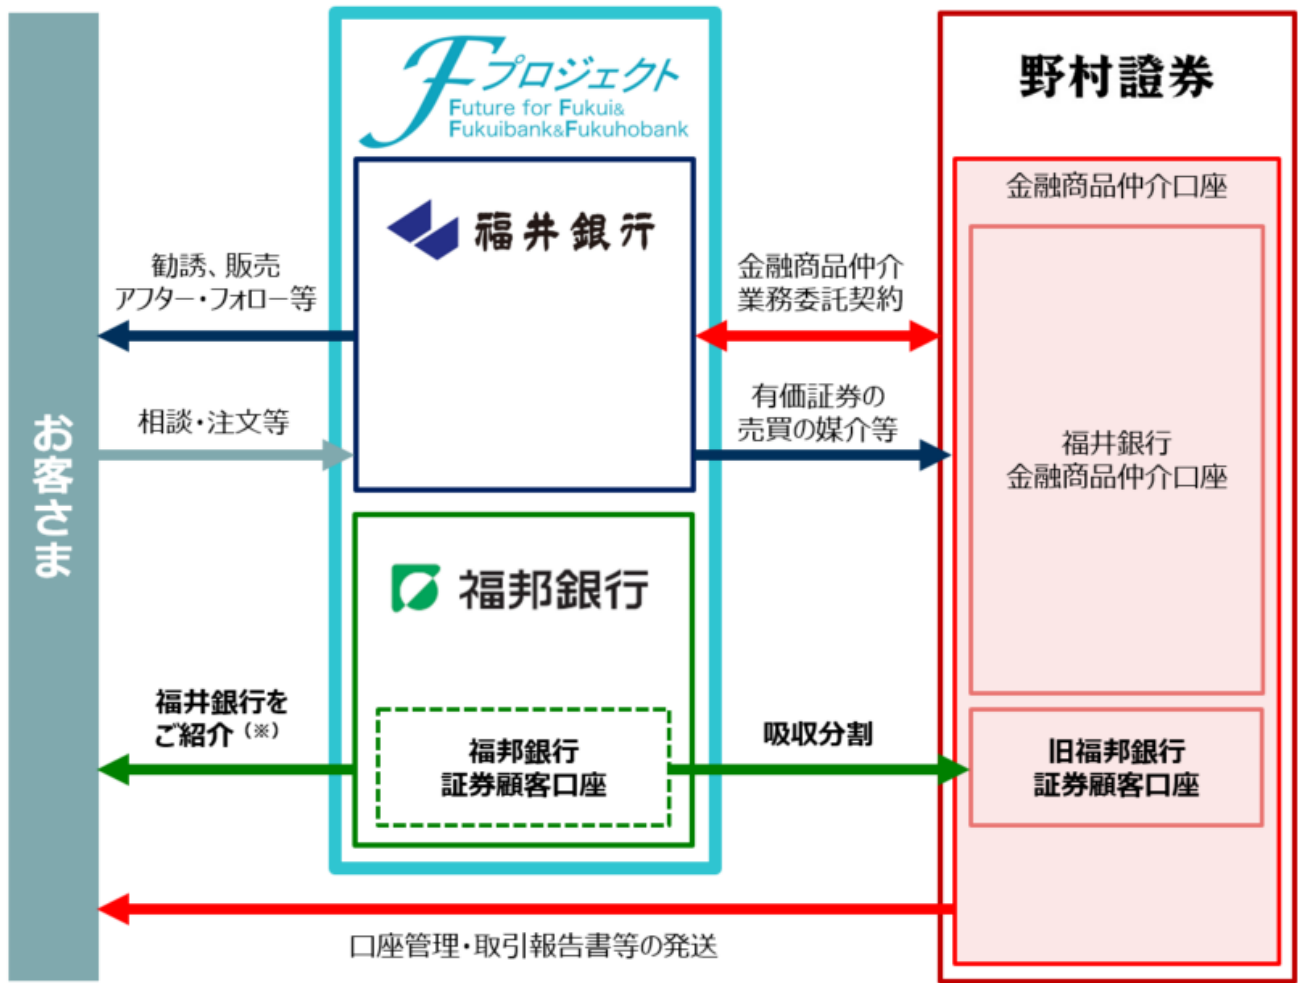 Fプロジェクト
Future for Fukui&
Fukuibank&Fukuhobank
野村證券
金融商品仲介口座
福井銀行
勧誘、販売
アフター・フォロー等
金融商品仲介
業務委託契約
相談・注文等
有価証券の
売買の媒介等
福井銀行
金融商品仲介口座
お客さま
福邦銀行
福井銀行を
ご紹介(※)
福邦銀行
証券顧客口座
吸収分割
旧福邦銀行
証券顧客口座
口座管理・取引報告書等の発送